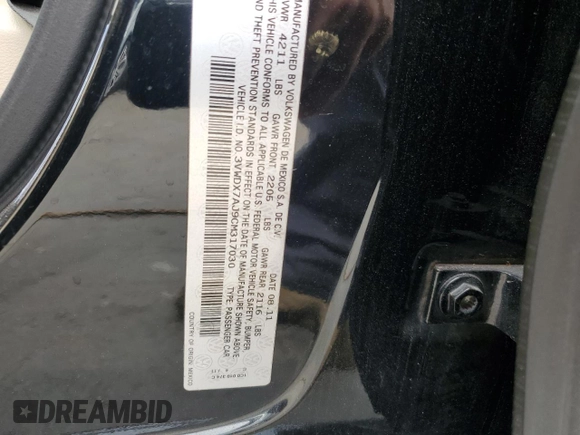 MANUFACTURED BY VOLKSWAGEN DE MEXICO S.A. DE C.V. DATE 08.11
VWR 4211 LBS GAWR FRONT 2205 LBS GAWR REAR 2116 LBS
THIS VEHICLE CONFORMS TO ALL APPLICABLE U.S. FEDERAL MOTOR VEHICLE SAFETY, BUMPER,
AND THEFT PREVENTION STANDARDS IN EFFECT ON THE DATE OF MANUFACTURE SHOWN ABOVE.
VEHICLE I.D. NO. 3VWDX7AJ9CM317030 TYPE: PASSENGER CAR
COUNTRY OF ORIGIN: MEXICO
DREAMBID